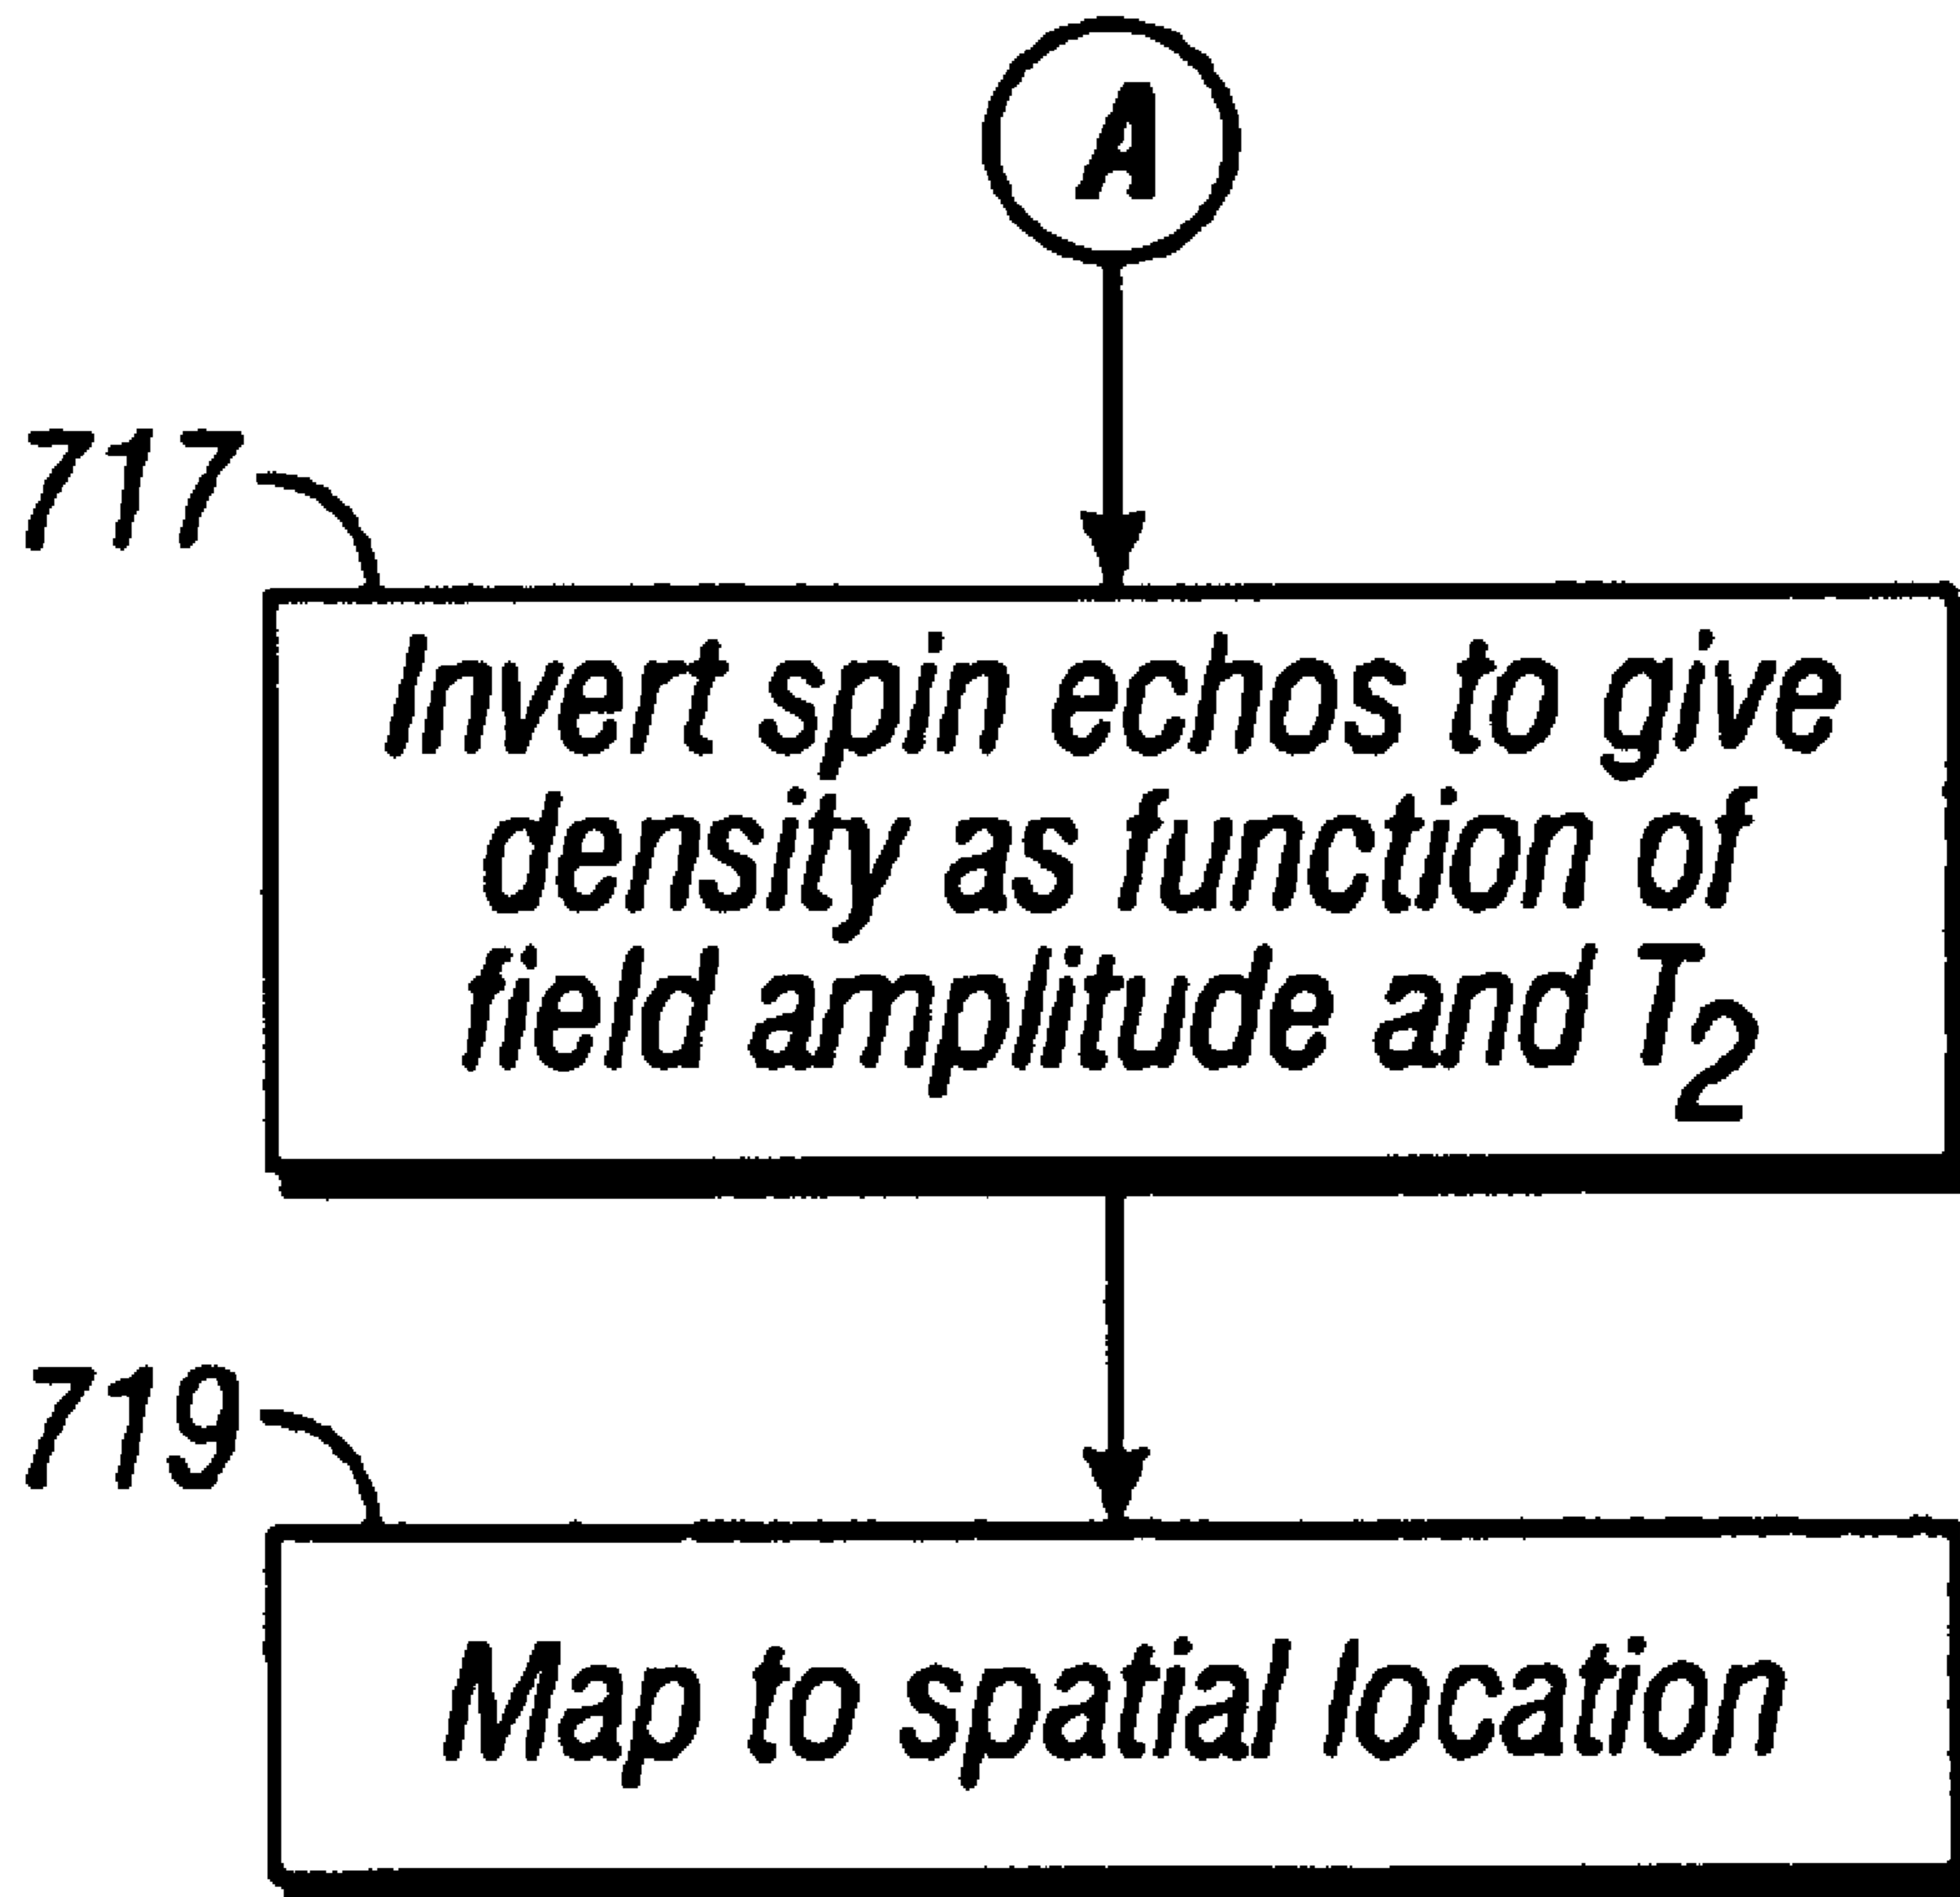 A
717
Invert spin echos to give
density as function of
field amplitude and T₂
719
Map to spatial location